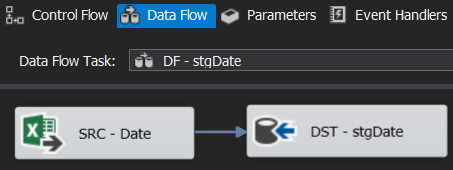 Control Flow Data Flow Parameters Event Handlers
Data Flow Task: DF - stgDate
SRC - Date DST - stgDate